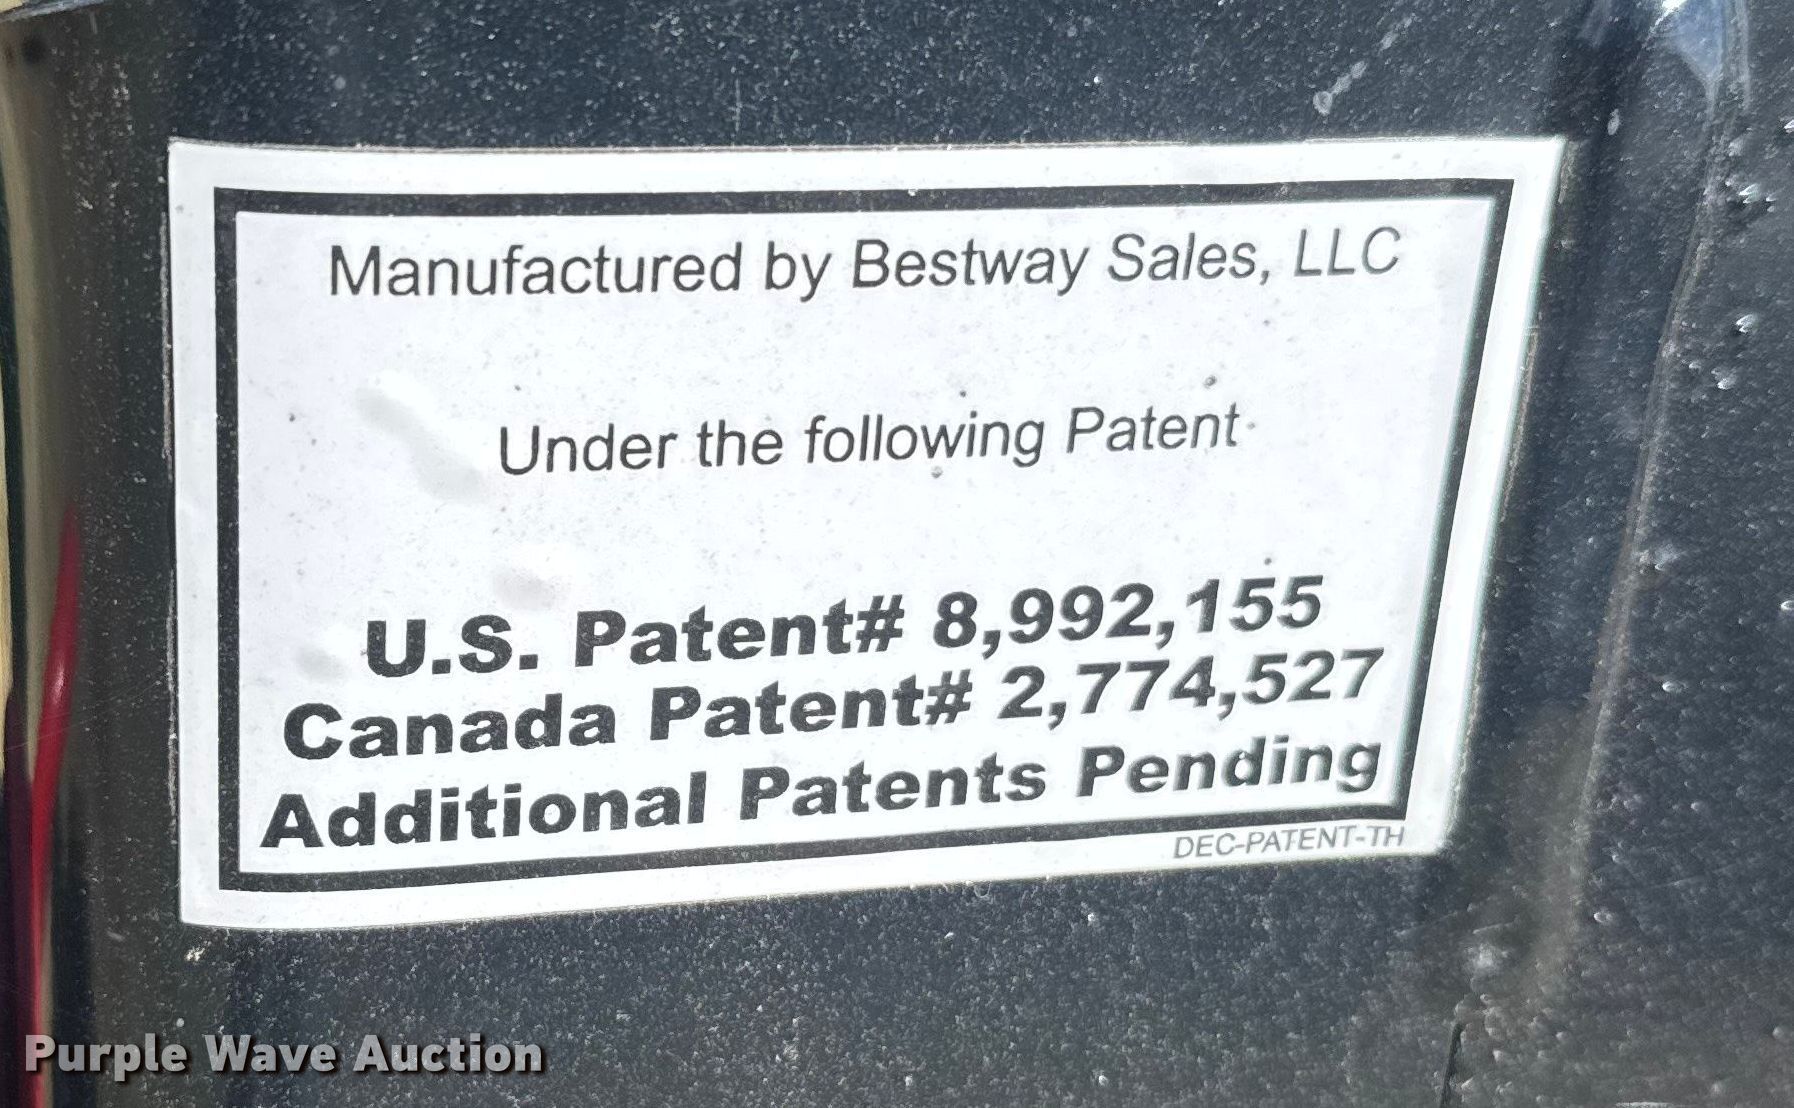 Manufactured by Bestway Sales, LLC
Under the following Patent
U.S. Patent# 8,992,155
Canada Patent# 2,774,527
Additional Patents Pending
DEC-PATENT-TH
Purple Wave Auction